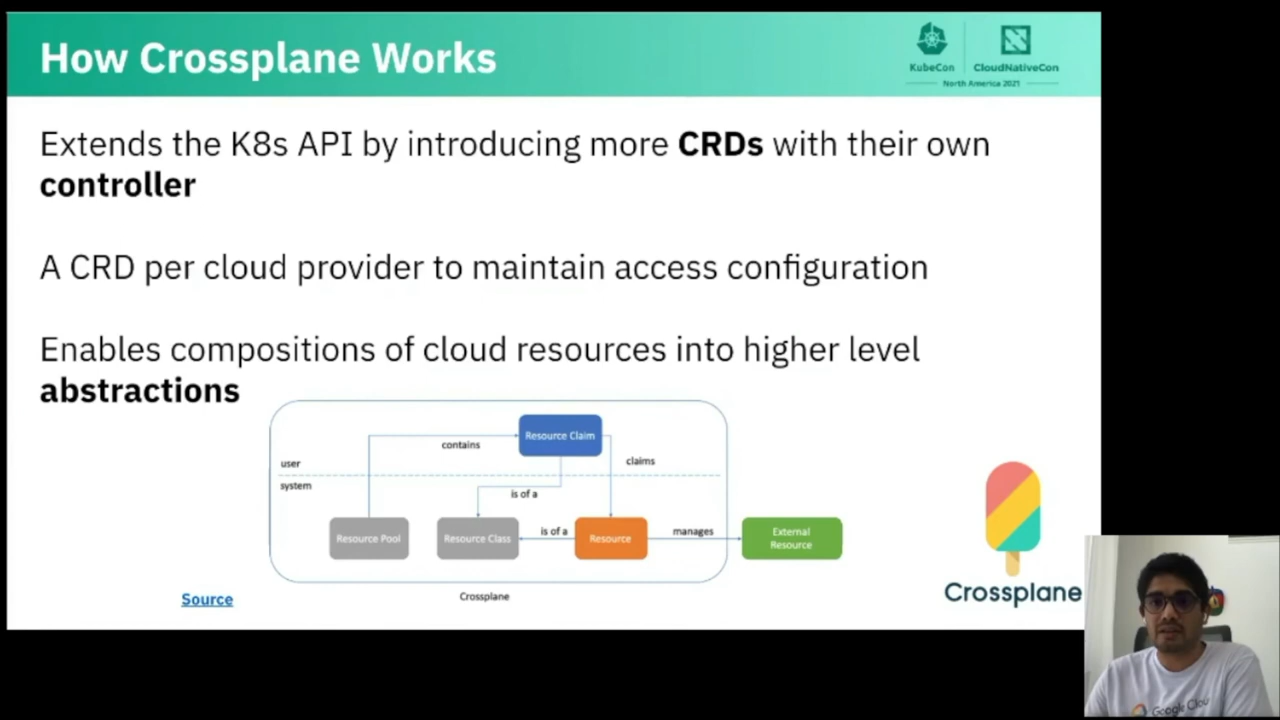 How Crossplane Works
KubeCon
CloudNativeCon
North America 2021
Extends the K8s API by introducing more CRDs with their own
controller
A CRD per cloud provider to maintain access configuration
Enables compositions of cloud resources into higher level
abstractions
Resource Claim
contains
claims
user
system
is of a
Resource Pool
Resource Class
is of a
Resource
manages
External
Resource
Crossplane
Source
Crossplane
Google Clou